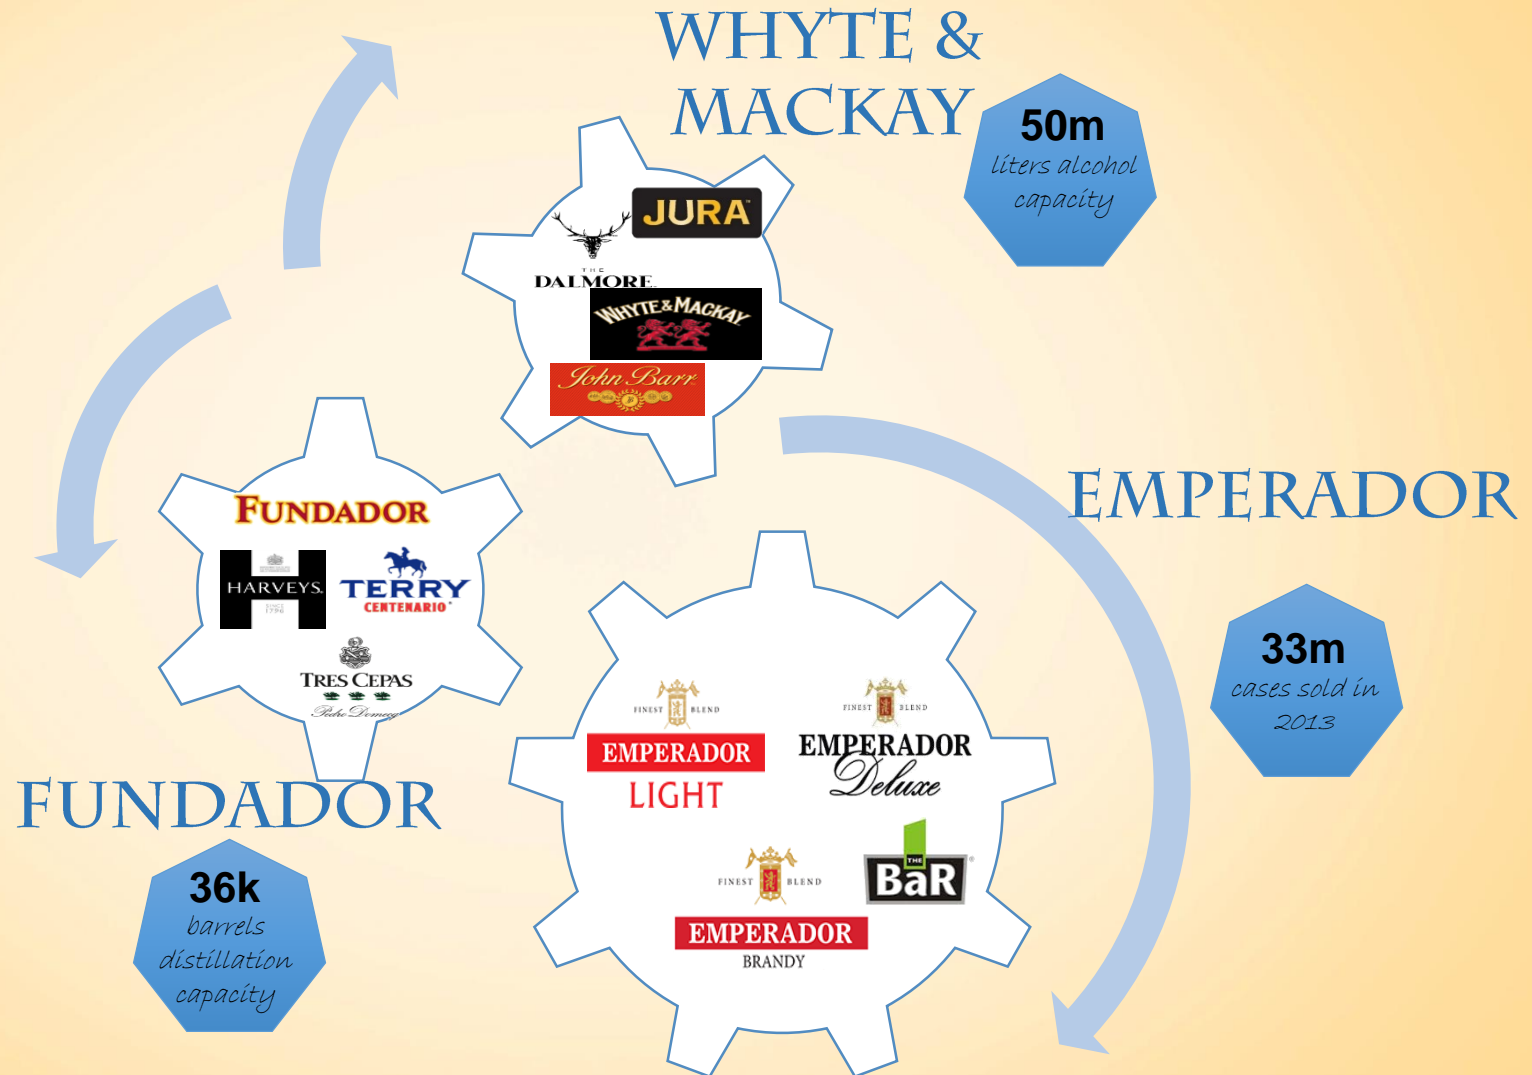 WHYTE &
MACKAY
50m
liters alcohol
capacity
JURA
THE
DALMORE
WHYTE & MACKAY
John Barr
EMPERADOR
33m
cases sold in
2013
FUNDADOR
HARVEYS
SINCE
1796
TERRY
CENTENARIO
TRES CEPAS
Pedro Domecq
FUNDADOR
36k
barrels
distillation
capacity
FINEST BLEND
EMPERADOR
LIGHT
FINEST BLEND
EMPERADOR
Deluxe
FINEST BLEND
EMPERADOR
BRANDY
THE
BaR